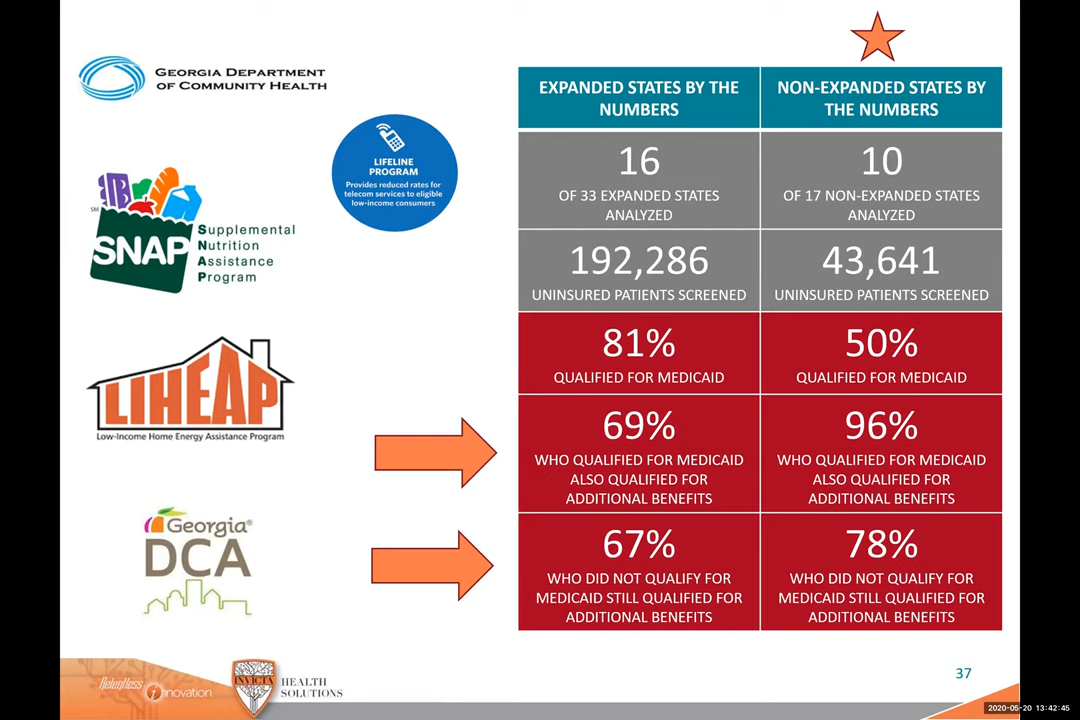 GEORGIA DEPARTMENT
OF COMMUNITY HEALTH
LIFELINE
PROGRAM
Provides reduced rates for
telecom services to eligible
low-income consumers
SM
SNAP
Supplemental
Nutrition
Assistance
Program
LIHEAP
Low-Income Home Energy Assistance Program
Georgia®
DCA
EXPANDED STATES BY THE
NUMBERS
NON-EXPANDED STATES BY
THE NUMBERS
16
OF 33 EXPANDED STATES
ANALYZED
10
OF 17 NON-EXPANDED STATES
ANALYZED
192,286
UNINSURED PATIENTS SCREENED
43,641
UNINSURED PATIENTS SCREENED
81%
QUALIFIED FOR MEDICAID
50%
QUALIFIED FOR MEDICAID
69%
WHO QUALIFIED FOR MEDICAID
ALSO QUALIFIED FOR
ADDITIONAL BENEFITS
96%
WHO QUALIFIED FOR MEDICAID
ALSO QUALIFIED FOR
ADDITIONAL BENEFITS
67%
WHO DID NOT QUALIFY FOR
MEDICAID STILL QUALIFIED FOR
ADDITIONAL BENEFITS
78%
WHO DID NOT QUALIFY FOR
MEDICAID STILL QUALIFIED FOR
ADDITIONAL BENEFITS
Relentless
innovation
INVICTA
HEALTH
SOLUTIONS
37
2020-05-20 13:42:45